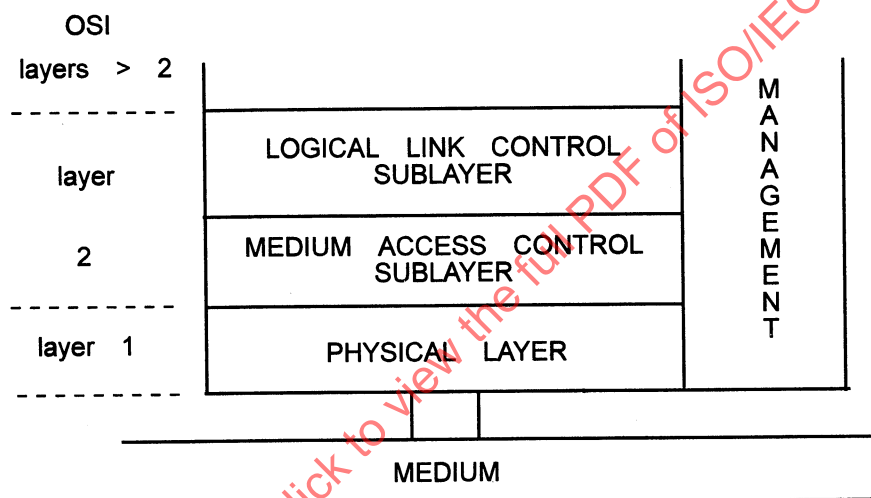 OSI
layers > 2
layer
2
layer 1
LOGICAL LINK CONTROL
SUBLAYER
MEDIUM ACCESS CONTROL
SUBLAYER
PHYSICAL LAYER
MANAGEMENT
MEDIUM
click to view the full PDF of ISO/IEC